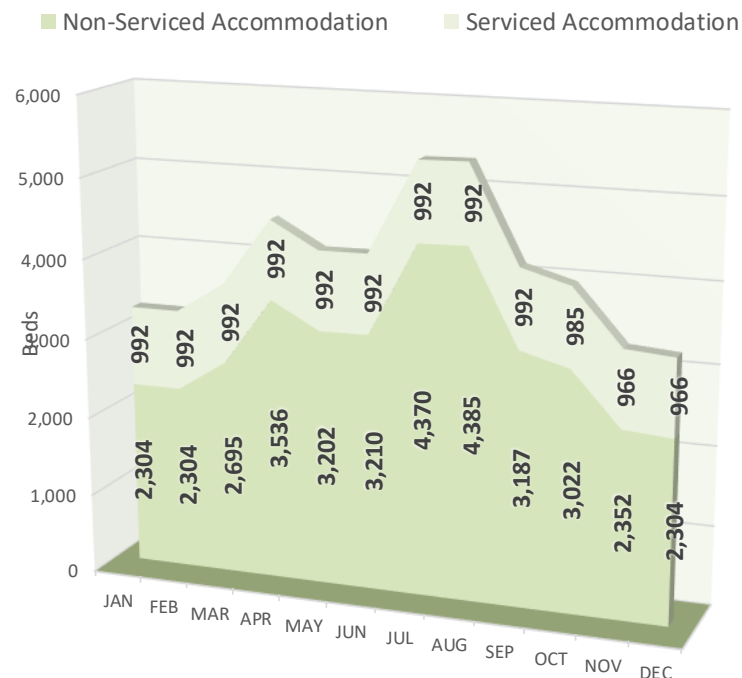 Non-Serviced Accommodation
Serviced Accommodation
6,000
5,000
4,000
3,000
2,000
1,000
0
Beds
992
992
992
992
992
992
992
992
992
985
966
966
2,304
2,304
2,695
3,536
3,202
3,210
4,370
4,385
3,187
3,022
2,352
2,304
JAN
FEB
MAR
APR
MAY
JUN
JUL
AUG
SEP
OCT
NOV
DEC